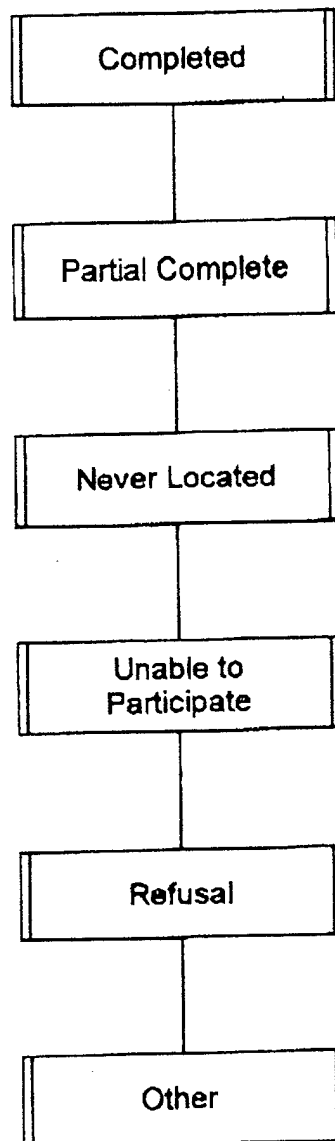 Completed
Partial Complete
Never Located
Unable to
Participate
Refusal
Other